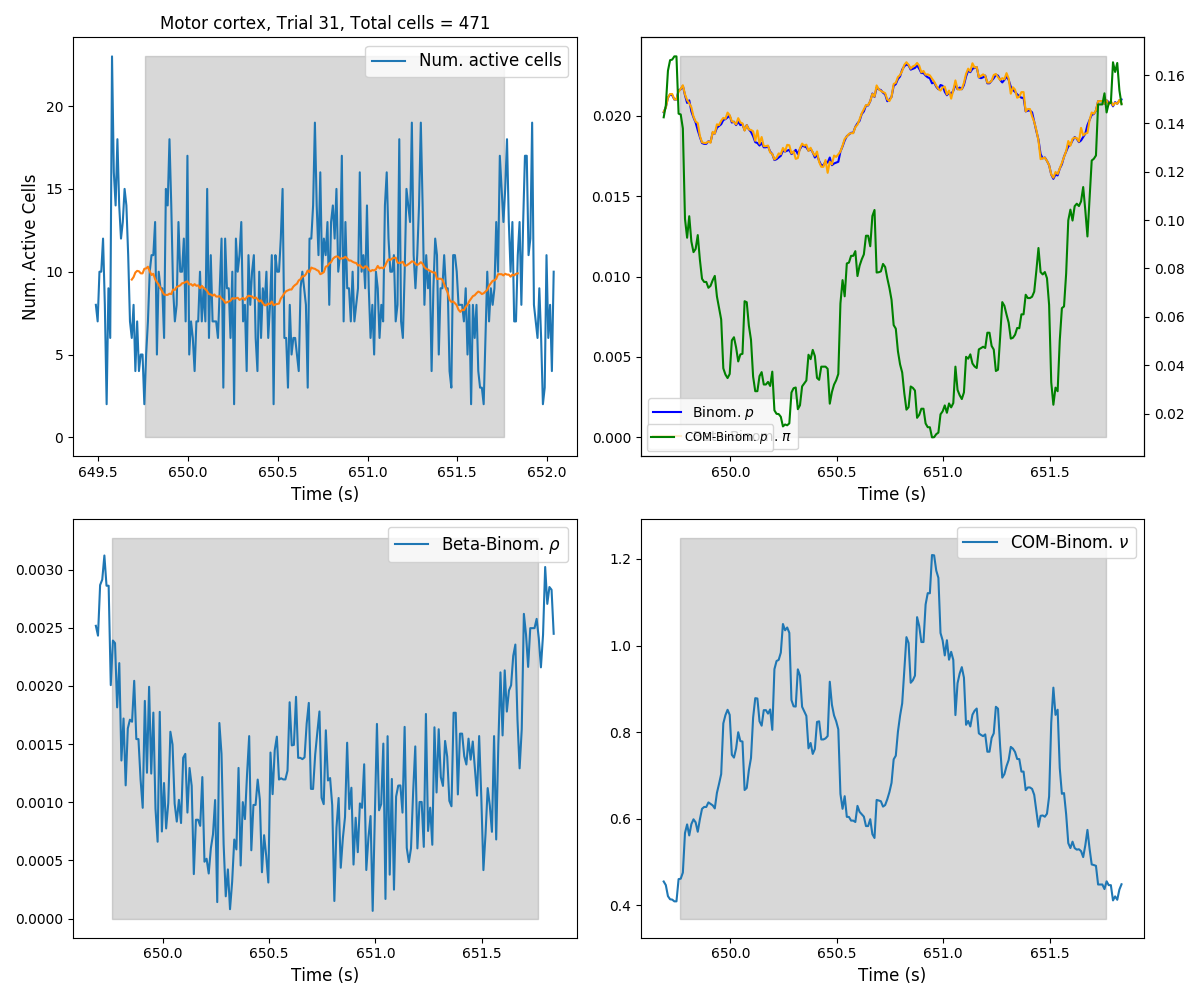 Motor cortex, Trial 31, Total cells = 471
Num. active cells
Num. Active Cells
20
15
10
5
0
649.5 650.0 650.5 651.0 651.5 652.0
Time (s)
0.020
0.015
0.010
0.005
0.000
0.16
0.14
0.12
0.10
0.08
0.06
0.04
0.02
Binom. p
COM-Binom. p . π
650.0 650.5 651.0 651.5
Time (s)
Beta-Binom. ρ
0.0030
0.0025
0.0020
0.0015
0.0010
0.0005
0.0000
650.0 650.5 651.0 651.5
Time (s)
COM-Binom. ν
1.2
1.0
0.8
0.6
0.4
650.0 650.5 651.0 651.5
Time (s)